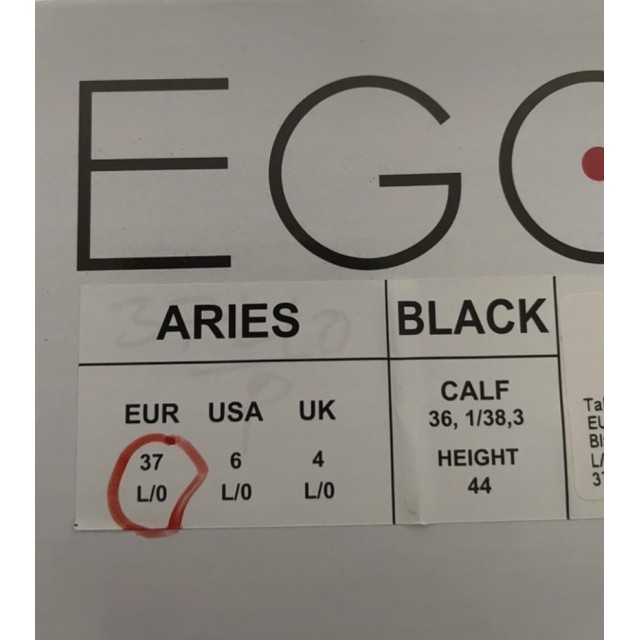 EGO
ARIES
BLACK
EUR USA UK
37 6 4
L/0 L/0 L/0
CALF
36, 1/38,3
HEIGHT
44
L/